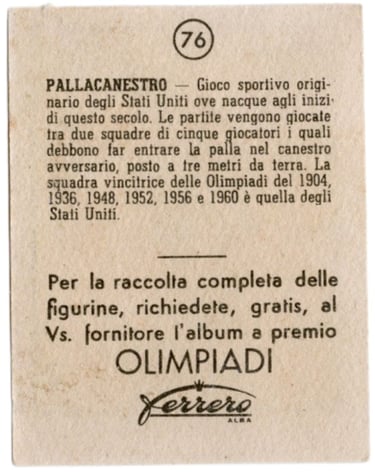 76
PALLACANESTRO — Gioco sportivo origi-
nario degli Stati Uniti ove nacque agli inizi
di questo secolo. Le partite vengono giocate
tra due squadre di cinque giocatori i quali
debbono far entrare la palla nel canestro
avversario, posto a tre metri da terra. La
squadra vincitrice delle Olimpiadi del 1904,
1936, 1948, 1952, 1956 e 1960 è quella degli
Stati Uniti.
Per la raccolta completa delle
figurine, richiedete, gratis, al
Vs. fornitore l'album a premio
OLIMPIADI
Ferrero
ALBA